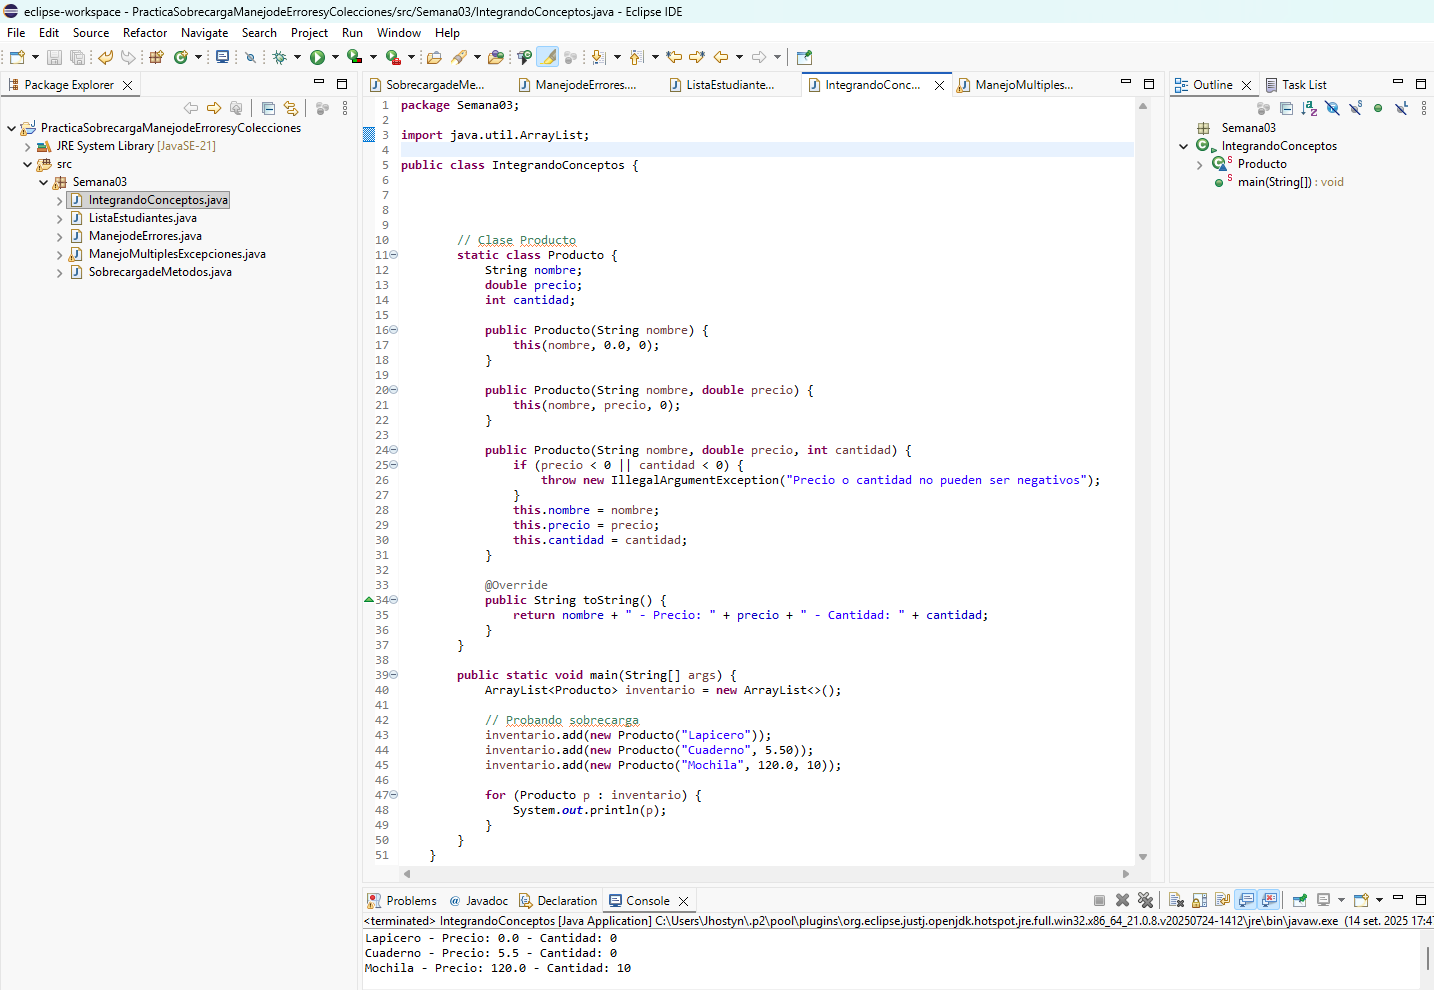 eclipse-workspace - PracticaSobrecargaManejodeErroresyColecciones/src/Semana03/IntegrandoConceptos.java - Eclipse IDE
File Edit Source Refactor Navigate Search Project Run Window Help
Package Explorer
PracticaSobrecargaManejodeErroresyColecciones
JRE System Library [JavaSE-21]
src
Semana03
IntegrandoConceptos.java
ListaEstudiantes.java
ManejodeErrores.java
ManejoMultiplesExcepciones.java
SobrecargadeMetodos.java
SobrecargadeMe... ManejodeErrores.... ListaEstudiante... IntegrandoConc... ManejoMultiples...
1 package Semana03;
2
3 import java.util.ArrayList;
4
5 public class IntegrandoConceptos {
6
7
8
9
10 // Clase Producto
11 static class Producto {
12 String nombre;
13 double precio;
14 int cantidad;
15
16 public Producto(String nombre) {
17 this(nombre, 0.0, 0);
18 }
19
20 public Producto(String nombre, double precio) {
21 this(nombre, precio, 0);
22 }
23
24 public Producto(String nombre, double precio, int cantidad) {
25 if (precio < 0 || cantidad < 0) {
26 throw new IllegalArgumentException("Precio o cantidad no pueden ser negativos");
27 }
28 this.nombre = nombre;
29 this.precio = precio;
30 this.cantidad = cantidad;
31 }
32
33 @Override
34 public String toString() {
35 return nombre + " - Precio: " + precio + " - Cantidad: " + cantidad;
36 }
37 }
38
39 public static void main(String[] args) {
40 ArrayList<Producto> inventario = new ArrayList<>();
41
42 // Probando sobrecarga
43 inventario.add(new Producto("Lapicero"));
44 inventario.add(new Producto("Cuaderno", 5.50));
45 inventario.add(new Producto("Mochila", 120.0, 10));
46
47 for (Producto p : inventario) {
48 System.out.println(p);
49 }
50 }
51 }
Outline Task List
Semana03
IntegrandoConceptos
Producto
main(String[]) : void
Problems Javadoc Declaration Console
<terminated> IntegrandoConceptos [Java Application] C:\Users\Jhostyn\.p2\pool\plugins\org.eclipse.justj.openjdk.hotspot.jre.full.win32.x86_64_21.0.8.v20250724-1412\jre\bin\javaw.exe (14 set. 2025 17:4
Lapicero - Precio: 0.0 - Cantidad: 0
Cuaderno - Precio: 5.5 - Cantidad: 0
Mochila - Precio: 120.0 - Cantidad: 10